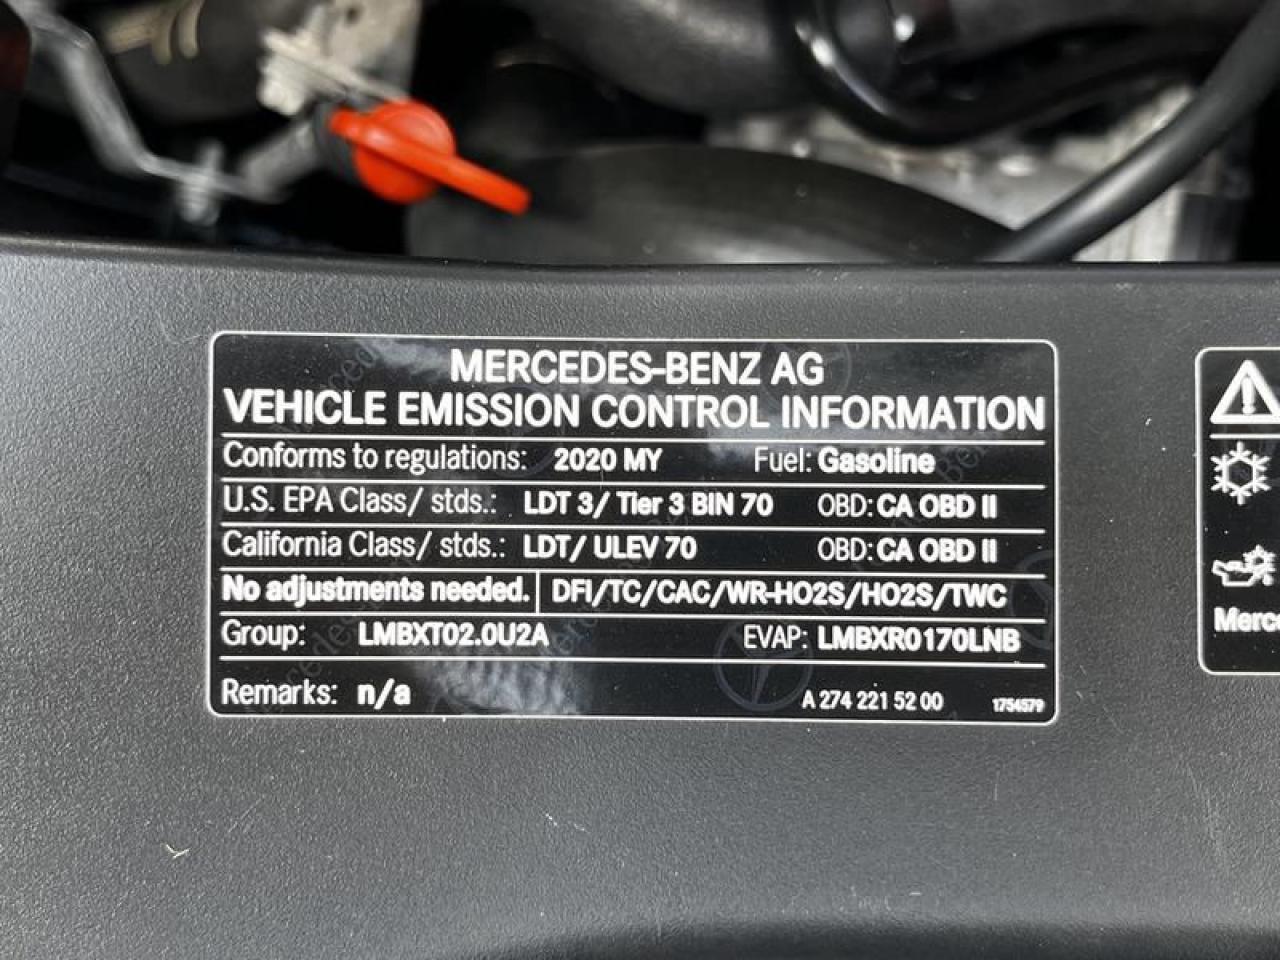 MERCEDES-BENZ AG
VEHICLE EMISSION CONTROL INFORMATION
Conforms to regulations: 2020 MY Fuel: Gasoline
U.S. EPA Class/ stds.: LDT 3/ Tier 3 BIN 70 OBD: CA OBD II
California Class/ stds.: LDT/ ULEV 70 OBD: CA OBD II
No adjustments needed. DFI/TC/CAC/WR-HO2S/HO2S/TWC
Group: LMBXT02.0U2A EVAP: LMBXR0170LNB
Remarks: n/a A 274 221 52 00 1754579